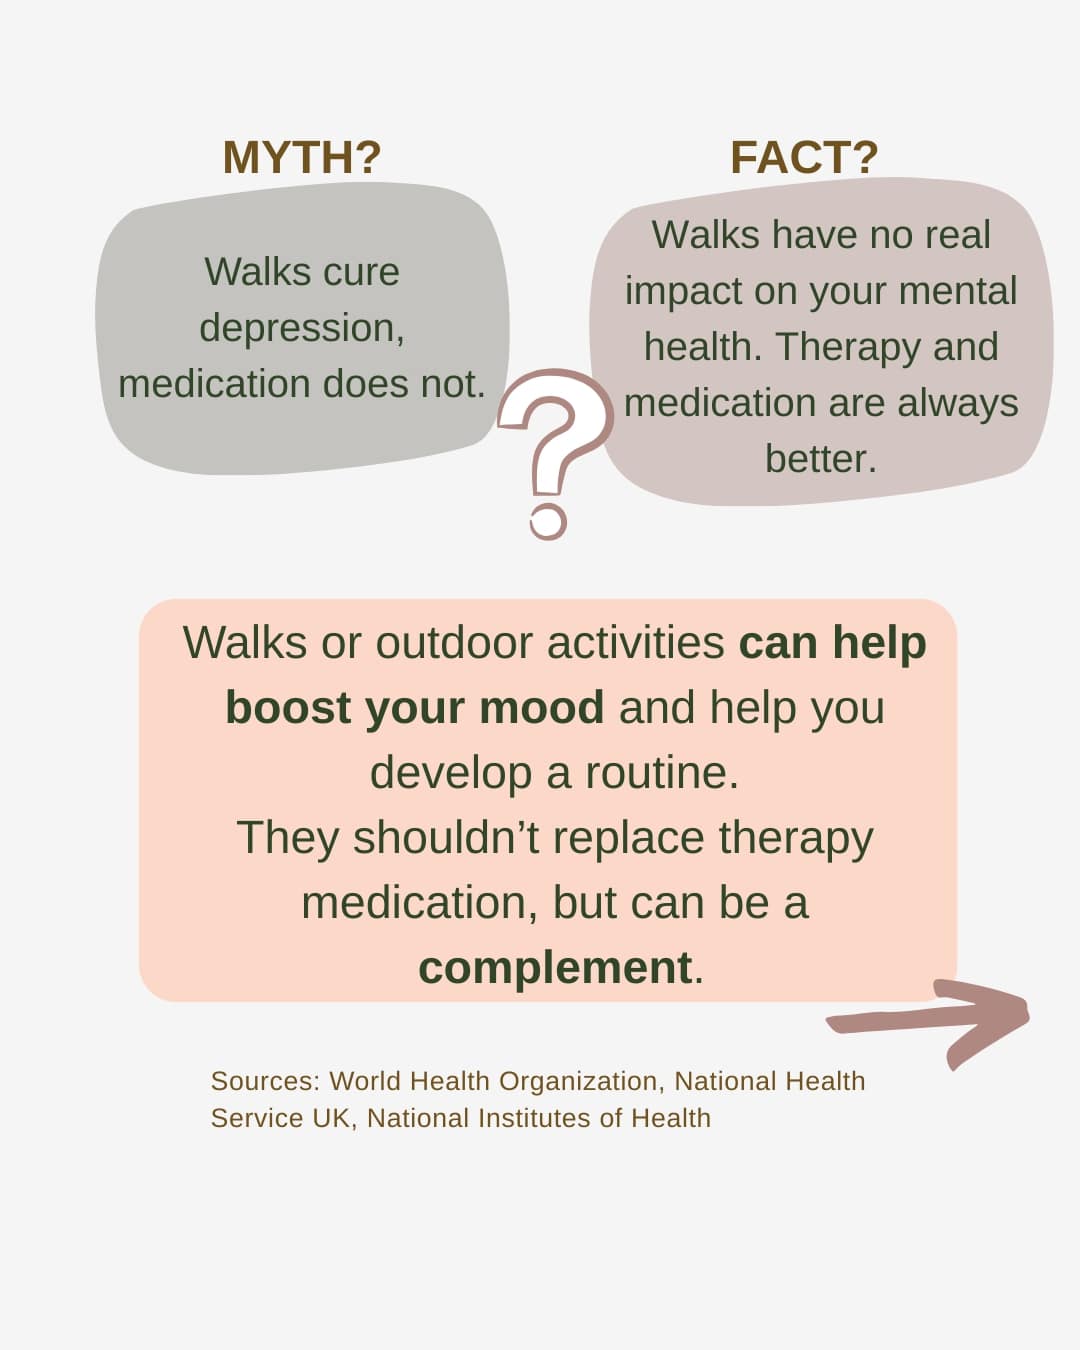 MYTH?
Walks cure
depression,
medication does not.
FACT?
Walks have no real
impact on your mental
health. Therapy and
medication are always
better.
?
Walks or outdoor activities can help
boost your mood and help you
develop a routine.
They shouldn’t replace therapy
medication, but can be a
complement.
Sources: World Health Organization, National Health
Service UK, National Institutes of Health